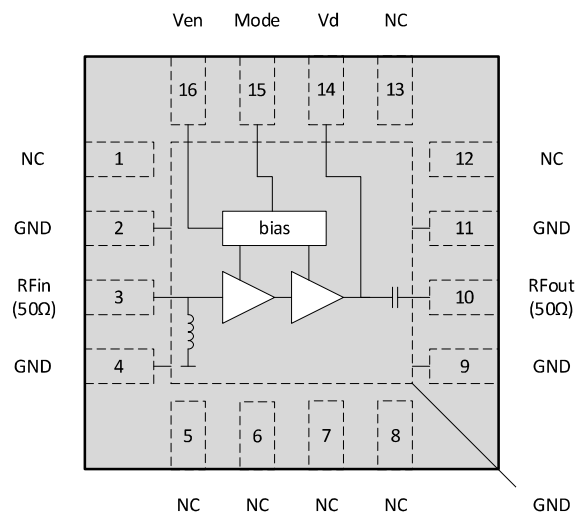 Ven Mode Vd NC
16 15 14 13
NC 1 12 NC
GND 2 11 GND
bias
RFin
(50Ω) 3 10 RFout
(50Ω)
GND 4 9 GND
5 6 7 8
NC NC NC NC GND